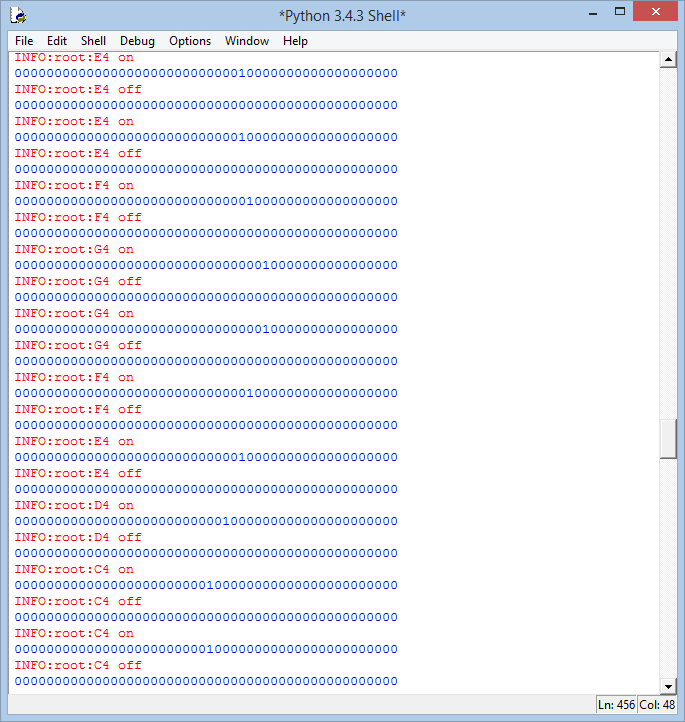 *Python 3.4.3 Shell*
File Edit Shell Debug Options Window Help
INFO:root:E4 on
000000000000000000000000000010000000000000000000
INFO:root:E4 off
000000000000000000000000000000000000000000000000
INFO:root:E4 on
000000000000000000000000000010000000000000000000
INFO:root:E4 off
000000000000000000000000000000000000000000000000
INFO:root:F4 on
000000000000000000000000000001000000000000000000
INFO:root:F4 off
000000000000000000000000000000000000000000000000
INFO:root:G4 on
000000000000000000000000000000010000000000000000
INFO:root:G4 off
000000000000000000000000000000000000000000000000
INFO:root:G4 on
000000000000000000000000000000010000000000000000
INFO:root:G4 off
000000000000000000000000000000000000000000000000
INFO:root:F4 on
000000000000000000000000000001000000000000000000
INFO:root:F4 off
000000000000000000000000000000000000000000000000
INFO:root:E4 on
000000000000000000000000000010000000000000000000
INFO:root:E4 off
000000000000000000000000000000000000000000000000
INFO:root:D4 on
000000000000000000000000001000000000000000000000
INFO:root:D4 off
000000000000000000000000000000000000000000000000
INFO:root:C4 on
000000000000000000000000100000000000000000000000
INFO:root:C4 off
000000000000000000000000000000000000000000000000
INFO:root:C4 on
000000000000000000000000100000000000000000000000
INFO:root:C4 off
000000000000000000000000000000000000000000000000
Ln: 456 Col: 48